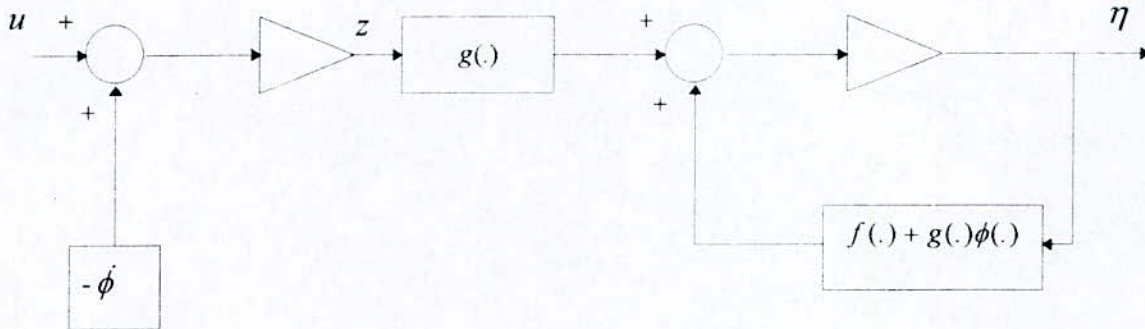 u
+
z
g(.)
+
η
+
+
f(.) + g(.)ϕ(.)
- ϕ̇